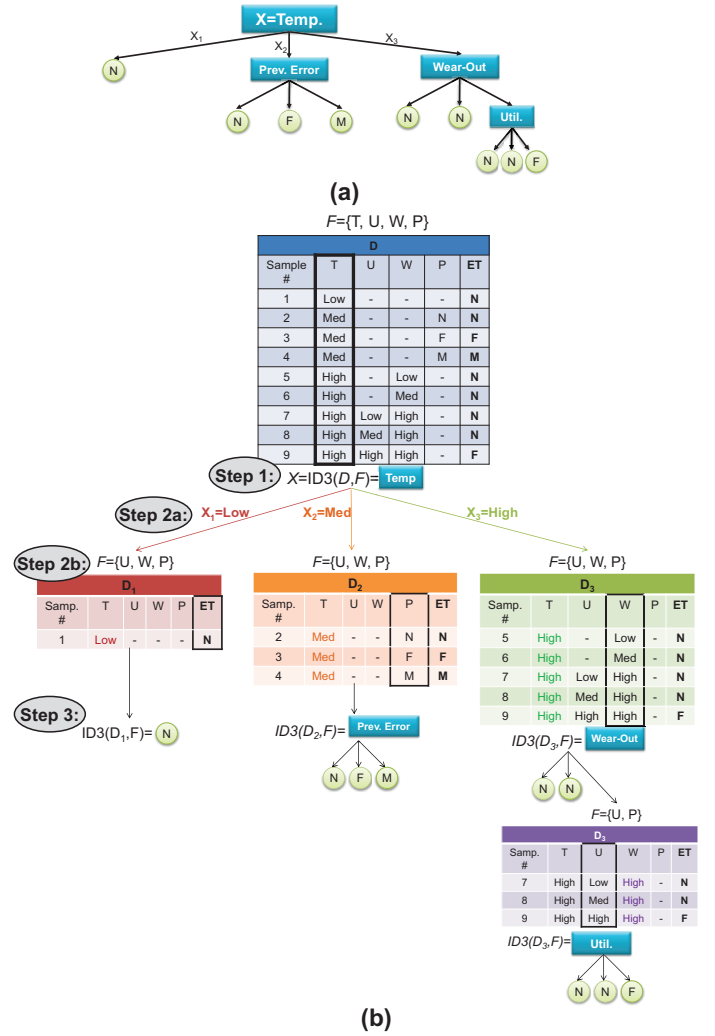 X=Temp.
X1 X2 X3
N Prev. Error Wear-Out
N F M N N Util.
N N F
(a)
F={T, U, W, P}
D
Sample # T U W P ET
1 Low - - - N
2 Med - - N N
3 Med - - F F
4 Med - - M M
5 High - Low - N
6 High - Med - N
7 High Low High - N
8 High Med High - N
9 High High High - F
Step 1: X=ID3(D,F)= Temp
Step 2a: X1=Low X2=Med X3=High
Step 2b: F={U, W, P} F={U, W, P} F={U, W, P}
D1
Samp. # T U W P ET
1 Low - - - N
D2
Samp. # T U W P ET
2 Med - - N N
3 Med - - F F
4 Med - - M M
D3
Samp. # T U W P ET
5 High - Low - N
6 High - Med - N
7 High Low High - N
8 High Med High - N
9 High High High - F
Step 3:
ID3(D1,F)= N
ID3(D2,F)= Prev. Error
N F M
ID3(D3,F)= Wear-Out
N N
F={U, P}
D3
Samp. # T U W P ET
7 High Low High - N
8 High Med High - N
9 High High High - F
ID3(D3,F)= Util.
N N F
(b)